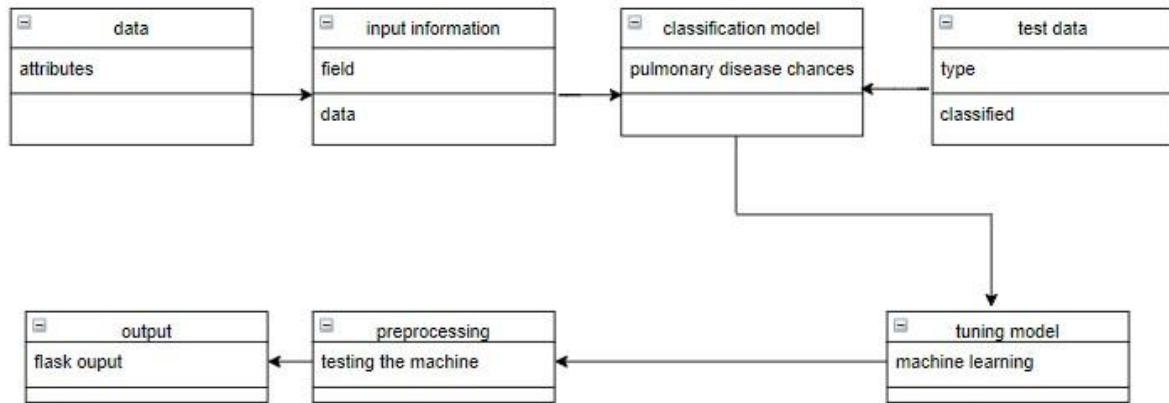 data
attributes
input information
field
data
classification model
pulmonary disease chances
test data
type
classified
output
flask ouput
preprocessing
testing the machine
tuning model
machine learning